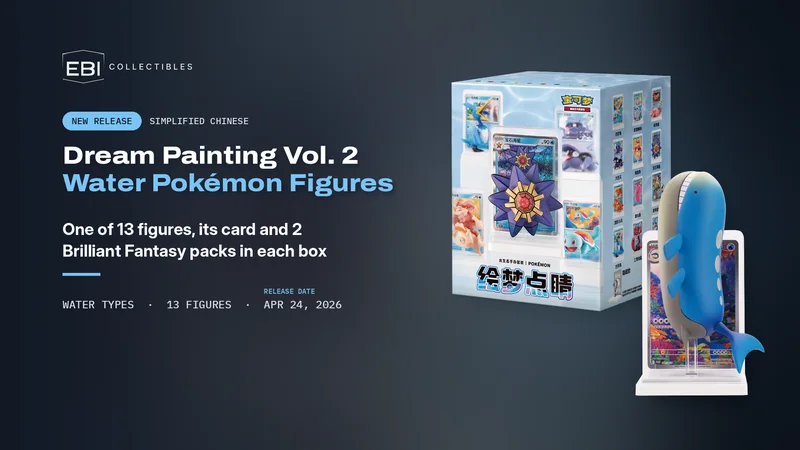 EBI COLLECTIBLES
NEW RELEASE SIMPLIFIED CHINESE
Dream Painting Vol. 2
Water Pokémon Figures
One of 13 figures, its card and 2
Brilliant Fantasy packs in each box
RELEASE DATE
WATER TYPES · 13 FIGURES · APR 24, 2026
宝可梦
POKÉMON
绘梦点睛